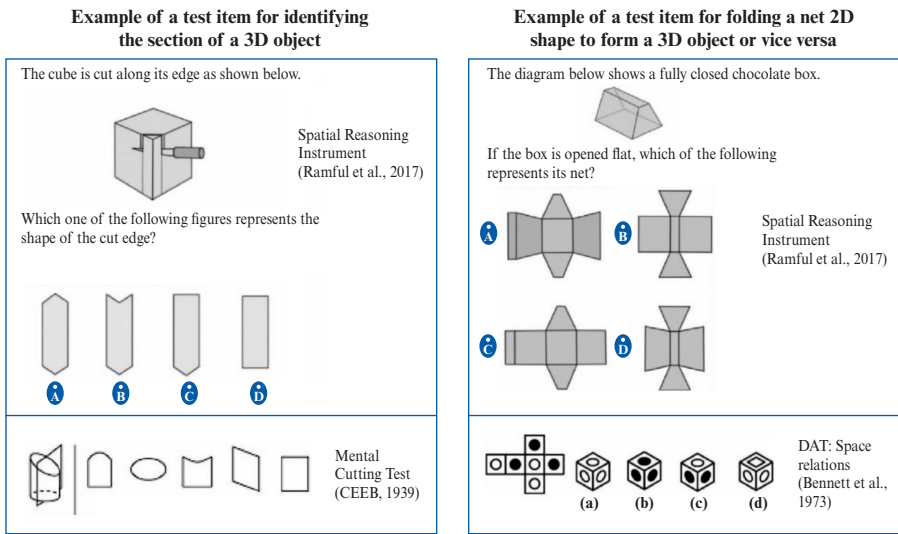 Example of a test item for identifying
the section of a 3D object
The cube is cut along its edge as shown below.
Spatial Reasoning
Instrument
(Ramful et al., 2017)
Which one of the following figures represents the
shape of the cut edge?
A
B
C
D
Mental
Cutting Test
(CEEB, 1939)
Example of a test item for folding a net 2D
shape to form a 3D object or vice versa
The diagram below shows a fully closed chocolate box.
If the box is opened flat, which of the following
represents its net?
A
B
Spatial Reasoning
Instrument
(Ramful et al., 2017)
C
D
DAT: Space
relations
(Bennett et al.,
1973)
(a)
(b)
(c)
(d)